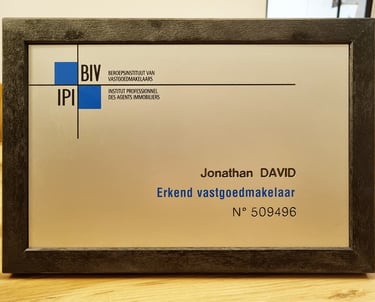 BIV
BEROEPSINSTITUUT VAN
VASTGOEDMAKELAARS
IPI
INSTITUT PROFESSIONNEL
DES AGENTS IMMOBILIERS
Jonathan DAVID
Erkend vastgoedmakelaar
N° 509496